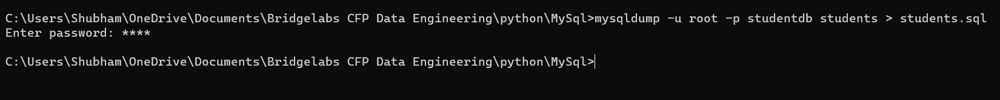 C:\Users\Shubham\OneDrive\Documents\Bridgelabs CFP Data Engineering\python\MySql>mysqldump -u root -p studentdb students > students.sql
Enter password: ****
C:\Users\Shubham\OneDrive\Documents\Bridgelabs CFP Data Engineering\python\MySql>